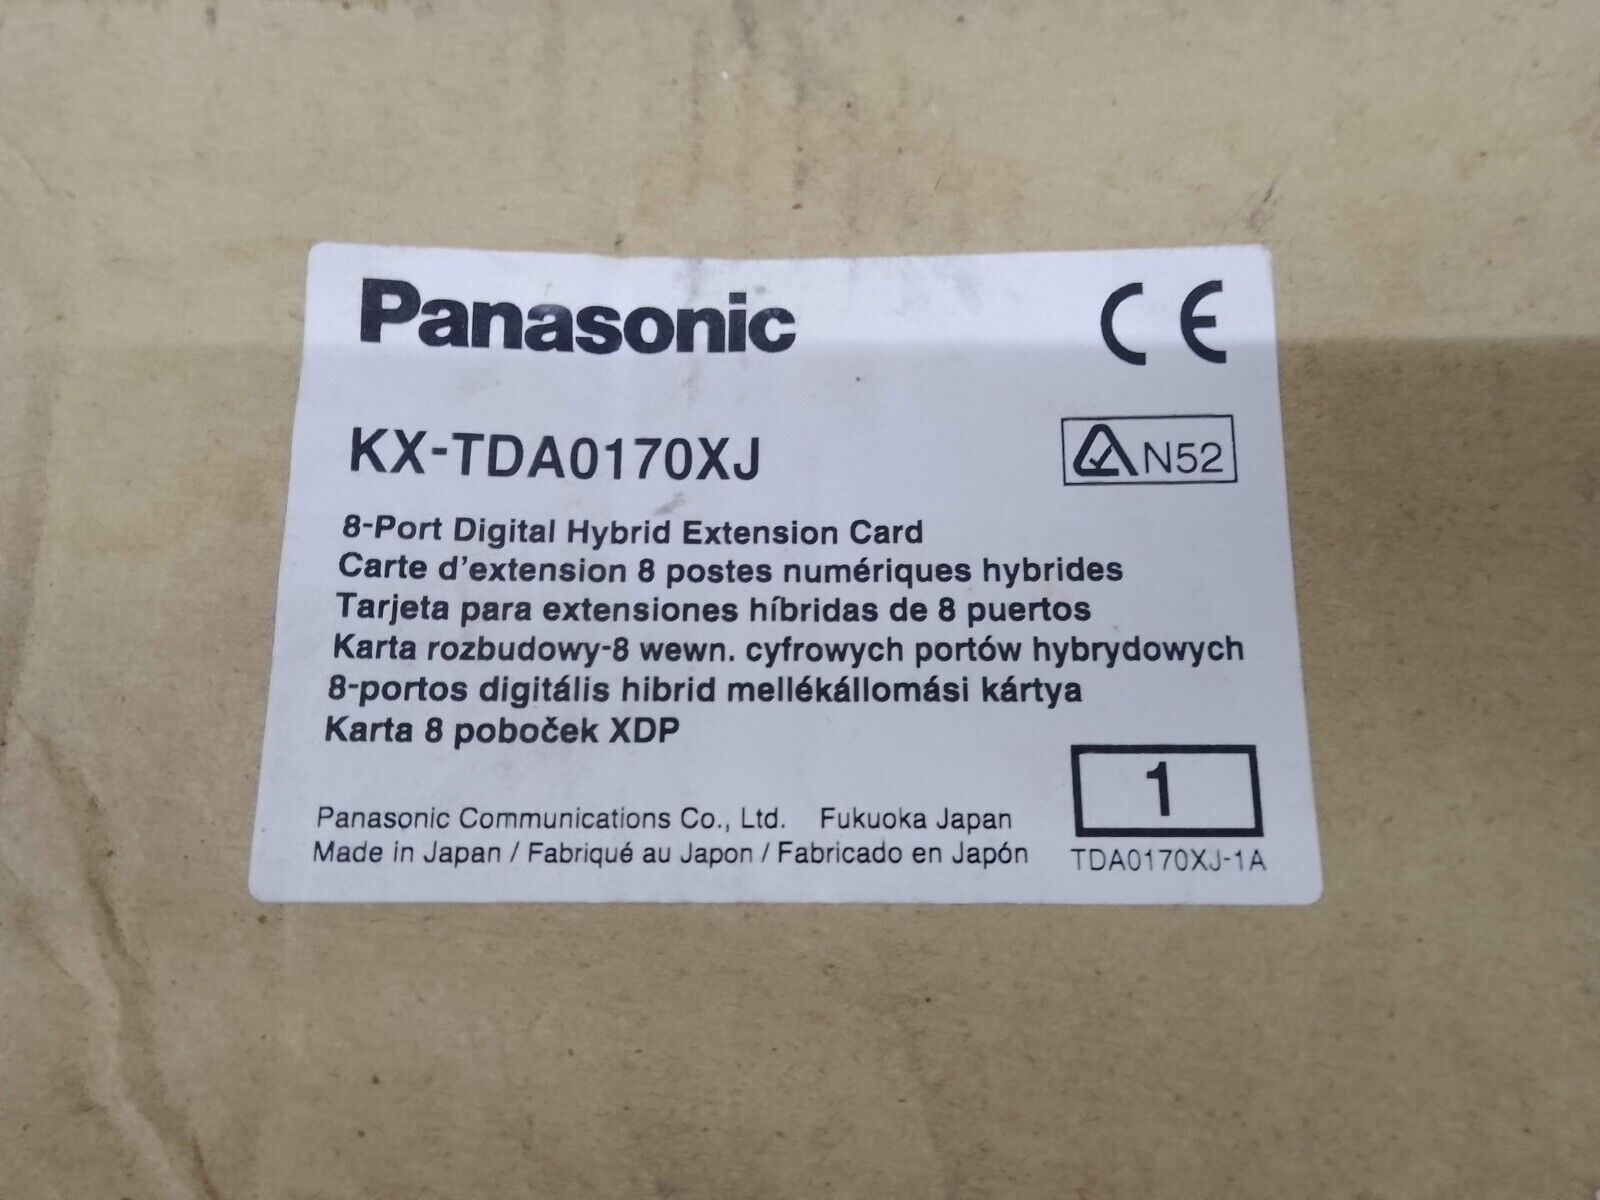 Panasonic
CE
KX-TDA0170XJ
N52
8-Port Digital Hybrid Extension Card
Carte d'extension 8 postes numériques hybrides
Tarjeta para extensiones híbridas de 8 puertos
Karta rozbudowy-8 wewn. cyfrowych portów hybrydowych
8-portos digitális hibrid mellékállomási kártya
Karta 8 poboček XDP
1
Panasonic Communications Co., Ltd. Fukuoka Japan
Made in Japan / Fabriqué au Japon / Fabricado en Japón
TDA0170XJ-1A